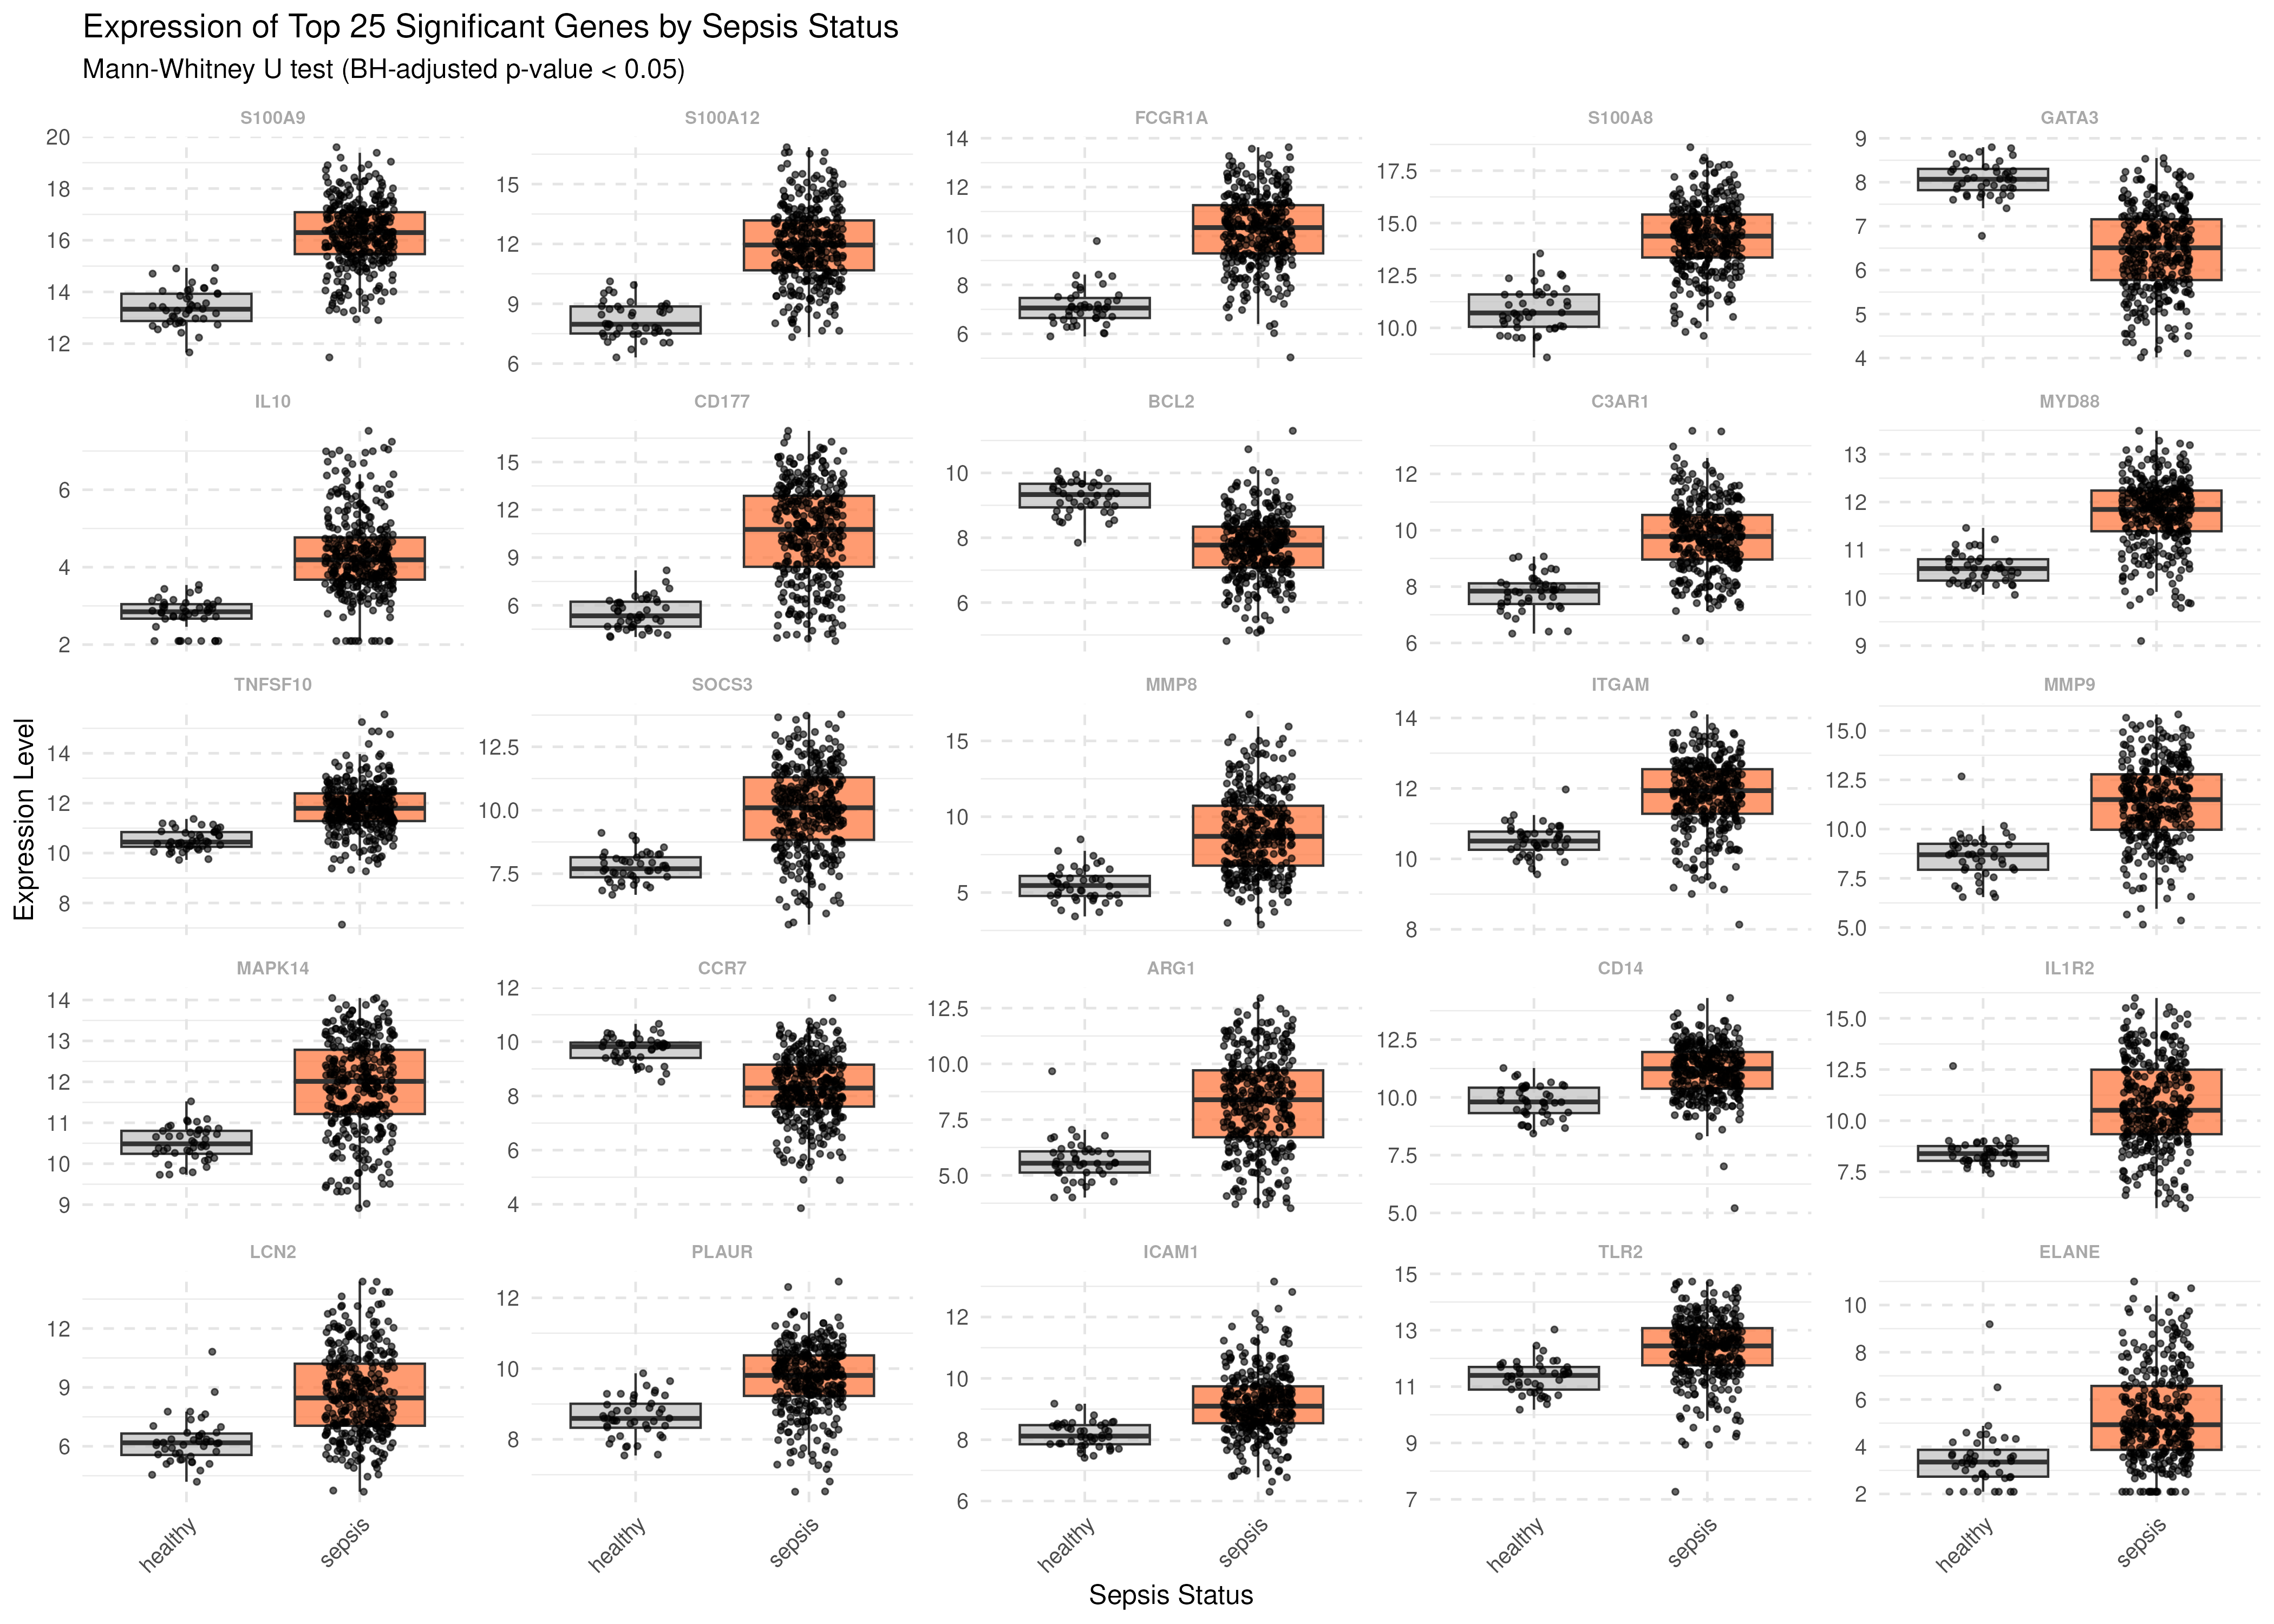 Expression of Top 25 Significant Genes by Sepsis Status
Mann-Whitney U test (BH-adjusted p-value < 0.05)
Expression Level
S100A9
20
18
16
14
12
S100A12
15
12
9
6
FCGR1A
14
12
10
8
6
S100A8
17.5
15.0
12.5
10.0
GATA3
9
8
7
6
5
4
IL10
6
4
2
CD177
15
12
9
6
BCL2
10
8
6
C3AR1
12
10
8
6
MYD88
13
12
11
10
9
TNFSF10
14
12
10
8
SOCS3
12.5
10.0
7.5
MMP8
15
10
5
ITGAM
14
12
10
8
MMP9
15.0
12.5
10.0
7.5
5.0
MAPK14
14
13
12
11
10
9
CCR7
12
10
8
6
4
ARG1
12.5
10.0
7.5
5.0
CD14
12.5
10.0
7.5
5.0
IL1R2
15.0
12.5
10.0
7.5
LCN2
12
9
6
PLAUR
12
10
8
ICAM1
12
10
8
6
TLR2
15
13
11
9
7
ELANE
10
8
6
4
2
healthy
sepsis
healthy
sepsis
healthy
sepsis
healthy
sepsis
healthy
sepsis
Sepsis Status